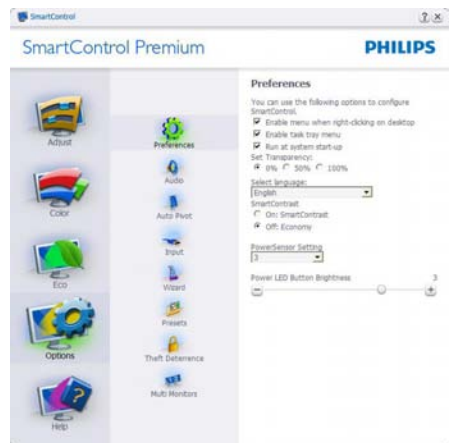 SmartControl
SmartControl Premium
PHILIPS
Adjust
Color
Eco
Options
Help
Preferences
Audio
Auto Pivot
Input
Wizard
Presets
Theft Deterrence
Multi Monitors
Preferences
You can use the following options to configure
SmartControl.
Enable menu when right-clicking on desktop
Enable task tray menu
Run at system start-up
Set Transparency:
0% 50% 100%
Select language:
English
SmartContrast
On: SmartContrast
Off: Economy
PowerSensor Setting
3
Power LED Button Brightness 3